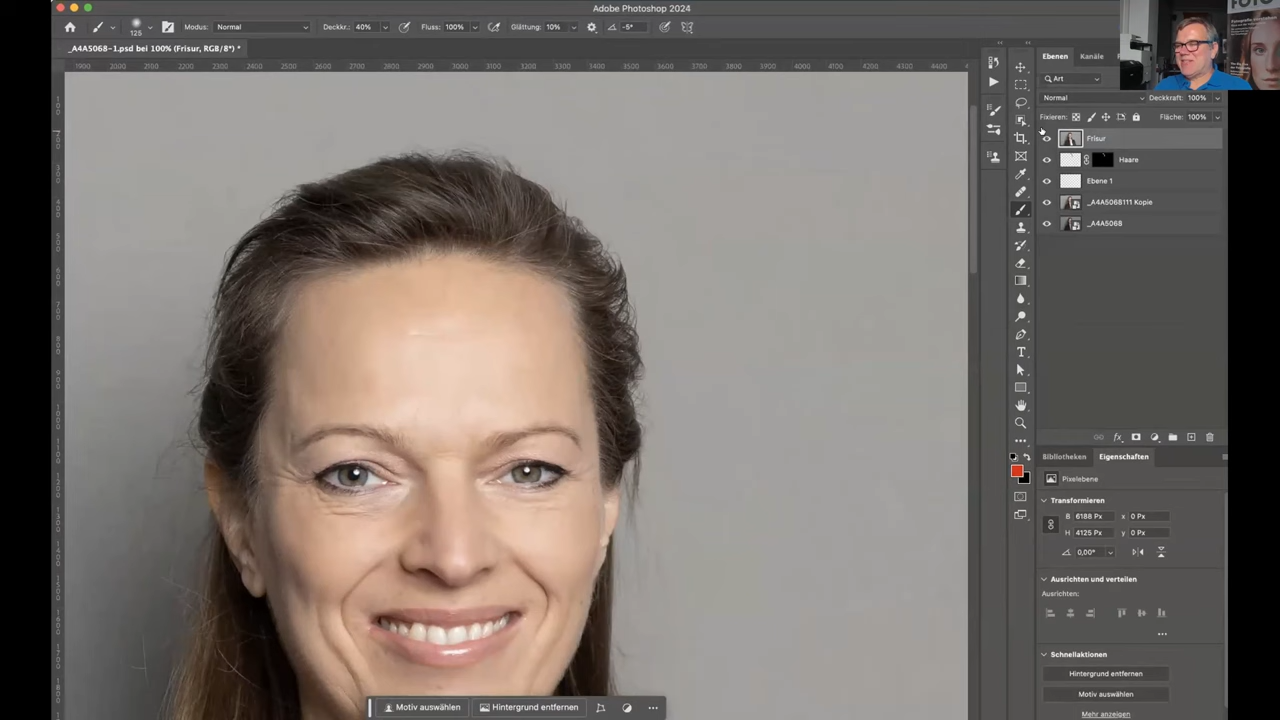 Adobe Photoshop 2024
125
Modus: Normal
Deckkr.: 40%
Fluss: 100%
Glättung: 10%
-5°
_A4A5068-1.psd bei 100% (Frisur, RGB/8*) *
1900 2000 2100 2200 2300 2400 2500 2600 2700 2800 2900 3000 3100 3200 3300 3400 3500 3600 3700 3800 3900 4000 4100 4200 4300 4400
Ebenen Kanäle
Art
Normal Deckkraft: 100%
Fixieren: Fläche: 100%
Frisur
Haare
Ebene 1
_A4A5068111 Kopie
_A4A5068
Bibliotheken Eigenschaften
Pixelebene
Transformieren
B 6188 Px x 0 Px
H 4125 Px y 0 Px
0,00°
Ausrichten und verteilen
Ausrichten:
Schnellaktionen
Hintergrund entfernen
Motiv auswählen
Mehr anzeigen
Motiv auswählen Hintergrund entfernen